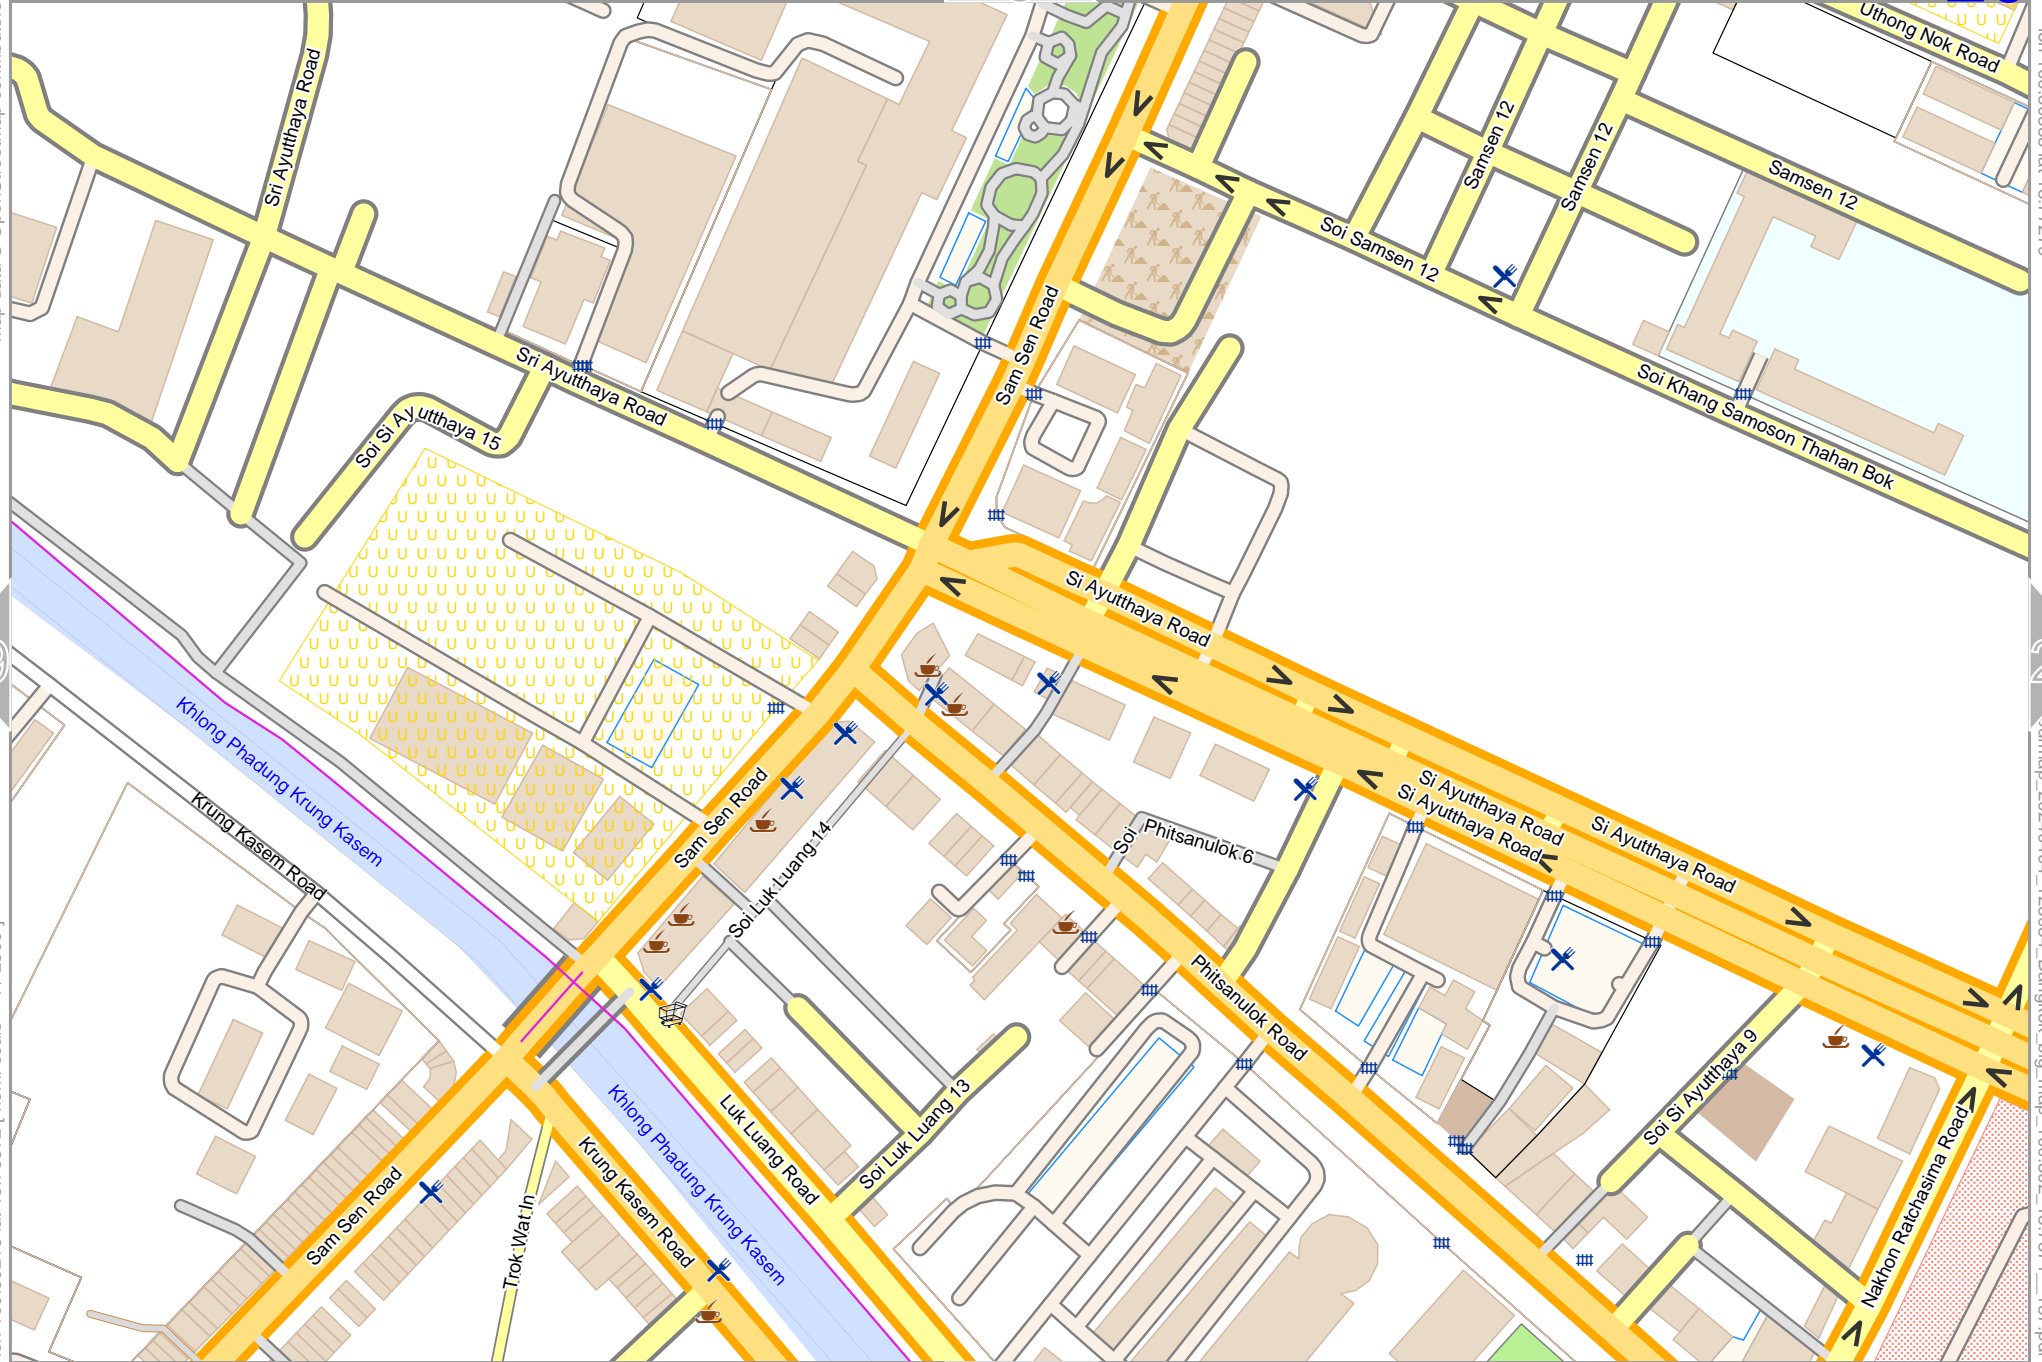 Uthong Nok Road
Sri Ayutthaya Road
Samsen 12
Samsen 12
Samsen 12
Soi Samsen 12
Sam Sen Road
Sri Ayutthaya Road
Soi Khang Samoson Thahan Bok
Soi Si Ayutthaya 15
Si Ayutthaya Road
Khlong Phadung Krung Kasem
Krung Kasem Road
Sam Sen Road
Soi Luk Luang 14
Soi Phitsanulok 6
Si Ayutthaya Road
Si Ayutthaya Road
Si Ayutthaya Road
Phitsanulok Road
Soi Si Ayutthaya 9
Luk Luang Road
Soi Luk Luang 13
Khlong Phadung Krung Kasem
Krung Kasem Road
Sam Sen Road
Trok Wat In
Nakhon Ratchasima Road